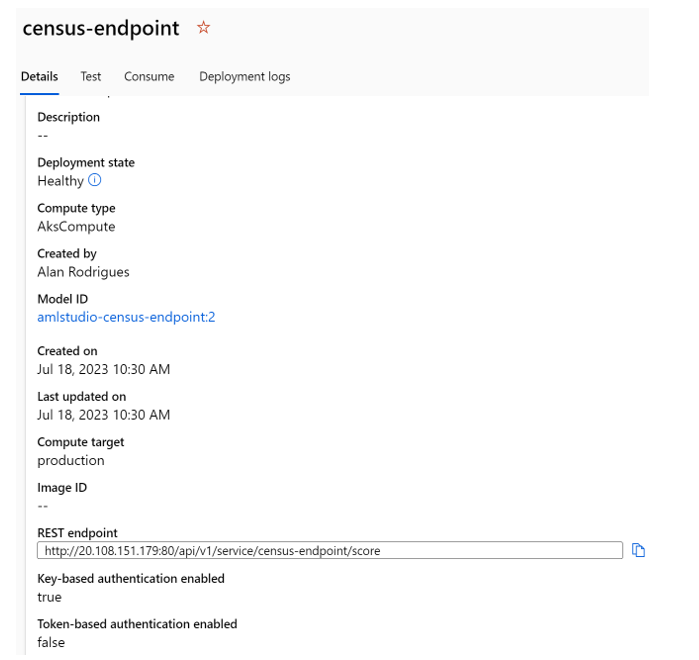 census-endpoint
Details Test Consume Deployment logs
Description
--
Deployment state
Healthy
Compute type
AksCompute
Created by
Alan Rodrigues
Model ID
amlstudio-census-endpoint:2
Created on
Jul 18, 2023 10:30 AM
Last updated on
Jul 18, 2023 10:30 AM
Compute target
production
Image ID
--
REST endpoint
http://20.108.151.179:80/api/v1/service/census-endpoint/score
Key-based authentication enabled
true
Token-based authentication enabled
false